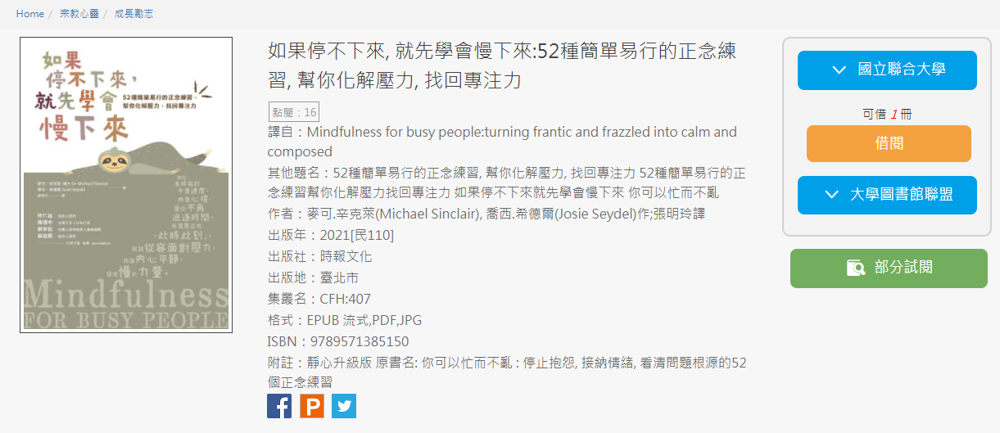 Home / 宗教心靈 / 成長勵志
如果
停不下來,
就先學會
慢下來
52種簡單易行的正念練習,
幫你化解壓力,找回專注力
此時此刻,
從容面對壓力,
內心平靜,
慢的力量。
Mindfulness
FOR BUSY PEOPLE
如果停不下來, 就先學會慢下來:52種簡單易行的正念練
習, 幫你化解壓力, 找回專注力
點閱:16
譯自:Mindfulness for busy people:turning frantic and frazzled into calm and
composed
其他題名:52種簡單易行的正念練習, 幫你化解壓力, 找回專注力 52種簡單易行的正
念練習幫你化解壓力找回專注力 如果停不下來就先學會慢下來 你可以忙而不亂
作者:麥可.辛克萊(Michael Sinclair), 喬西.希德爾(Josie Seydel)作;張明玲譯
出版年:2021[民110]
出版社:時報文化
出版地:臺北市
集叢名:CFH:407
格式:EPUB 流式,PDF,JPG
ISBN:9789571385150
附註:靜心升級版 原書名: 你可以忙而不亂 : 停止抱怨, 接納情緒, 看清問題根源的52
個正念練習
國立聯合大學
可借 1 冊
借閱
大學圖書館聯盟
部分試閱